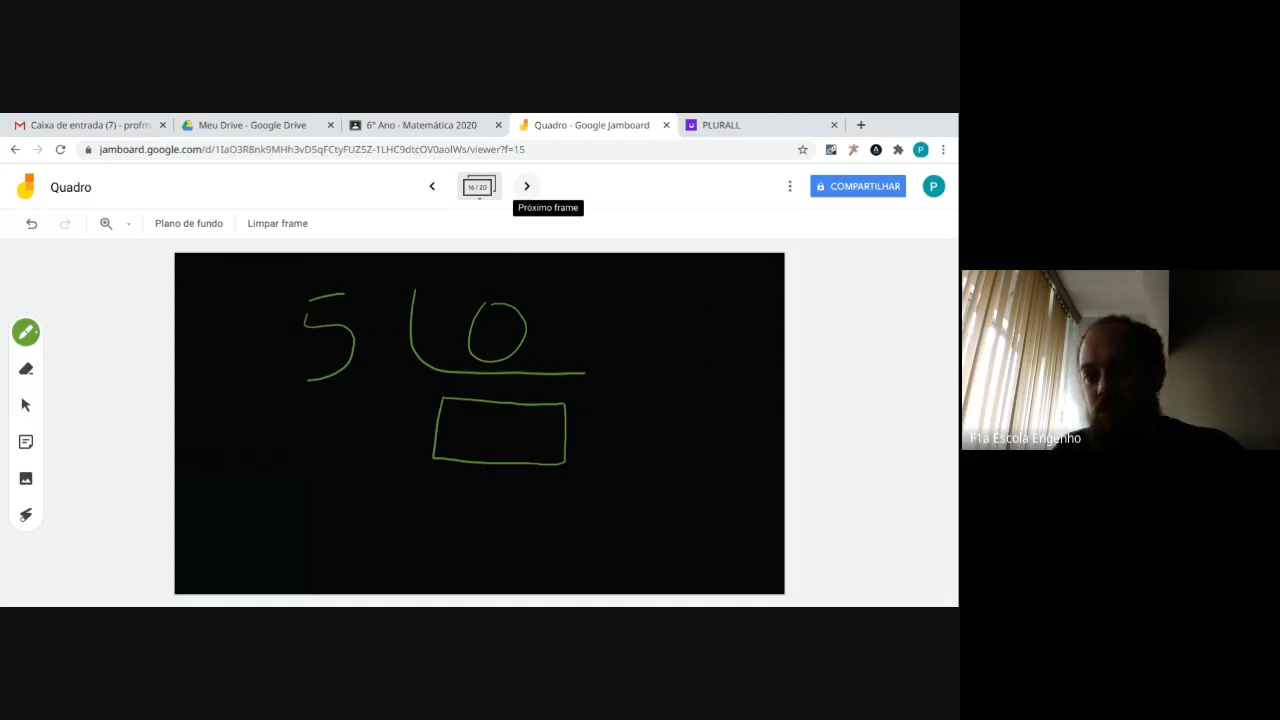 Caixa de entrada (7) - profm
Meu Drive - Google Drive
6° Ano - Matemática 2020
Quadro - Google Jamboard
PLURALL
jamboard.google.com/d/1IaO3R8nk9MHh3vD5qFCtyFUZ5Z-1LHC9dtcOV0aolWs/viewer?f=15
P
Quadro
16 / 20
COMPARTILHAR
P
Próximo frame
Plano de fundo
Limpar frame
5 0
F1a Escola Engenho